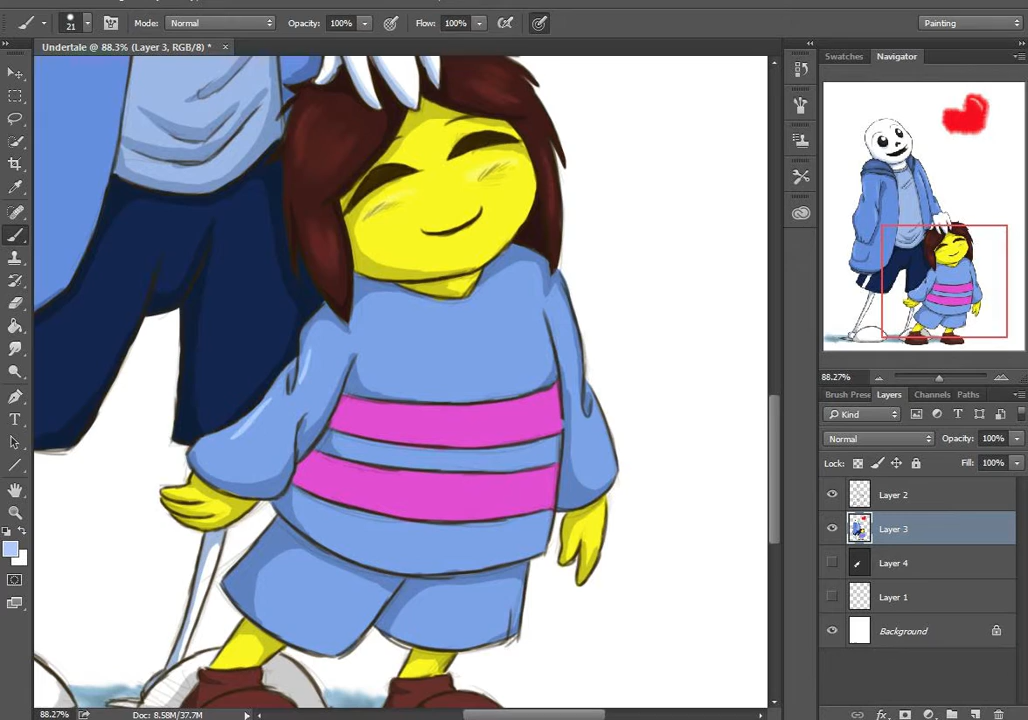 21 Mode: Normal Opacity: 100% Flow: 100% Painting
Undertale @ 88.3% (Layer 3, RGB/8) * ×
Swatches Navigator
T
88.27%
Brush Prese Layers Channels Paths
Kind T
Normal Opacity: 100%
Lock: Fill: 100%
Layer 2
Layer 3
Layer 4
Layer 1
Background
88.27% Doc: 8.58M/37.7M
fx